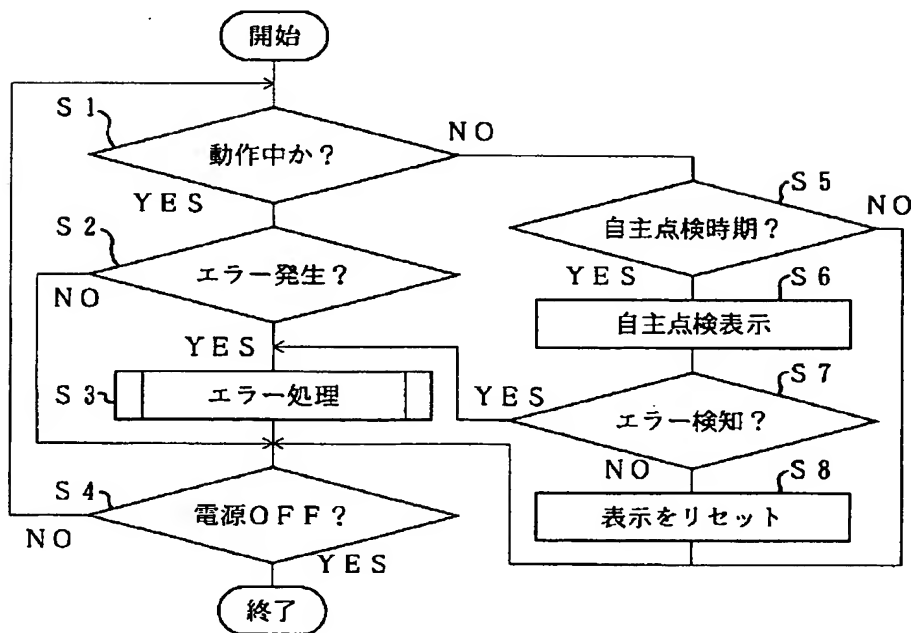 開始
S1
動作中か？
NO
YES
S2
エラー発生？
NO
YES
S3
エラー処理
S4
電源OFF？
NO
YES
終了
S5
自主点検時期？
NO
YES
S6
自主点検表示
S7
エラー検知？
YES
NO
S8
表示をリセット